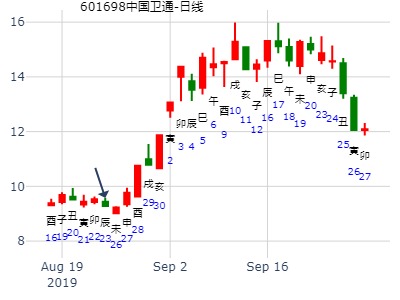 601698中国卫通-日线
16
14
12
10
8
酉 子 丑 寅 卯 辰 未 申 酉 戌 亥 寅 卯 辰 巳 午 酉 戌 亥 子 辰 巳 午 未 申 亥 子 丑 寅 卯
16 19 20 21 22 23 26 27 28 29 30 2 3 4 5 6 9 10 11 12 16 17 18 19 20 23 24 25 26 27
Aug 19
2019
Sep 2
Sep 16